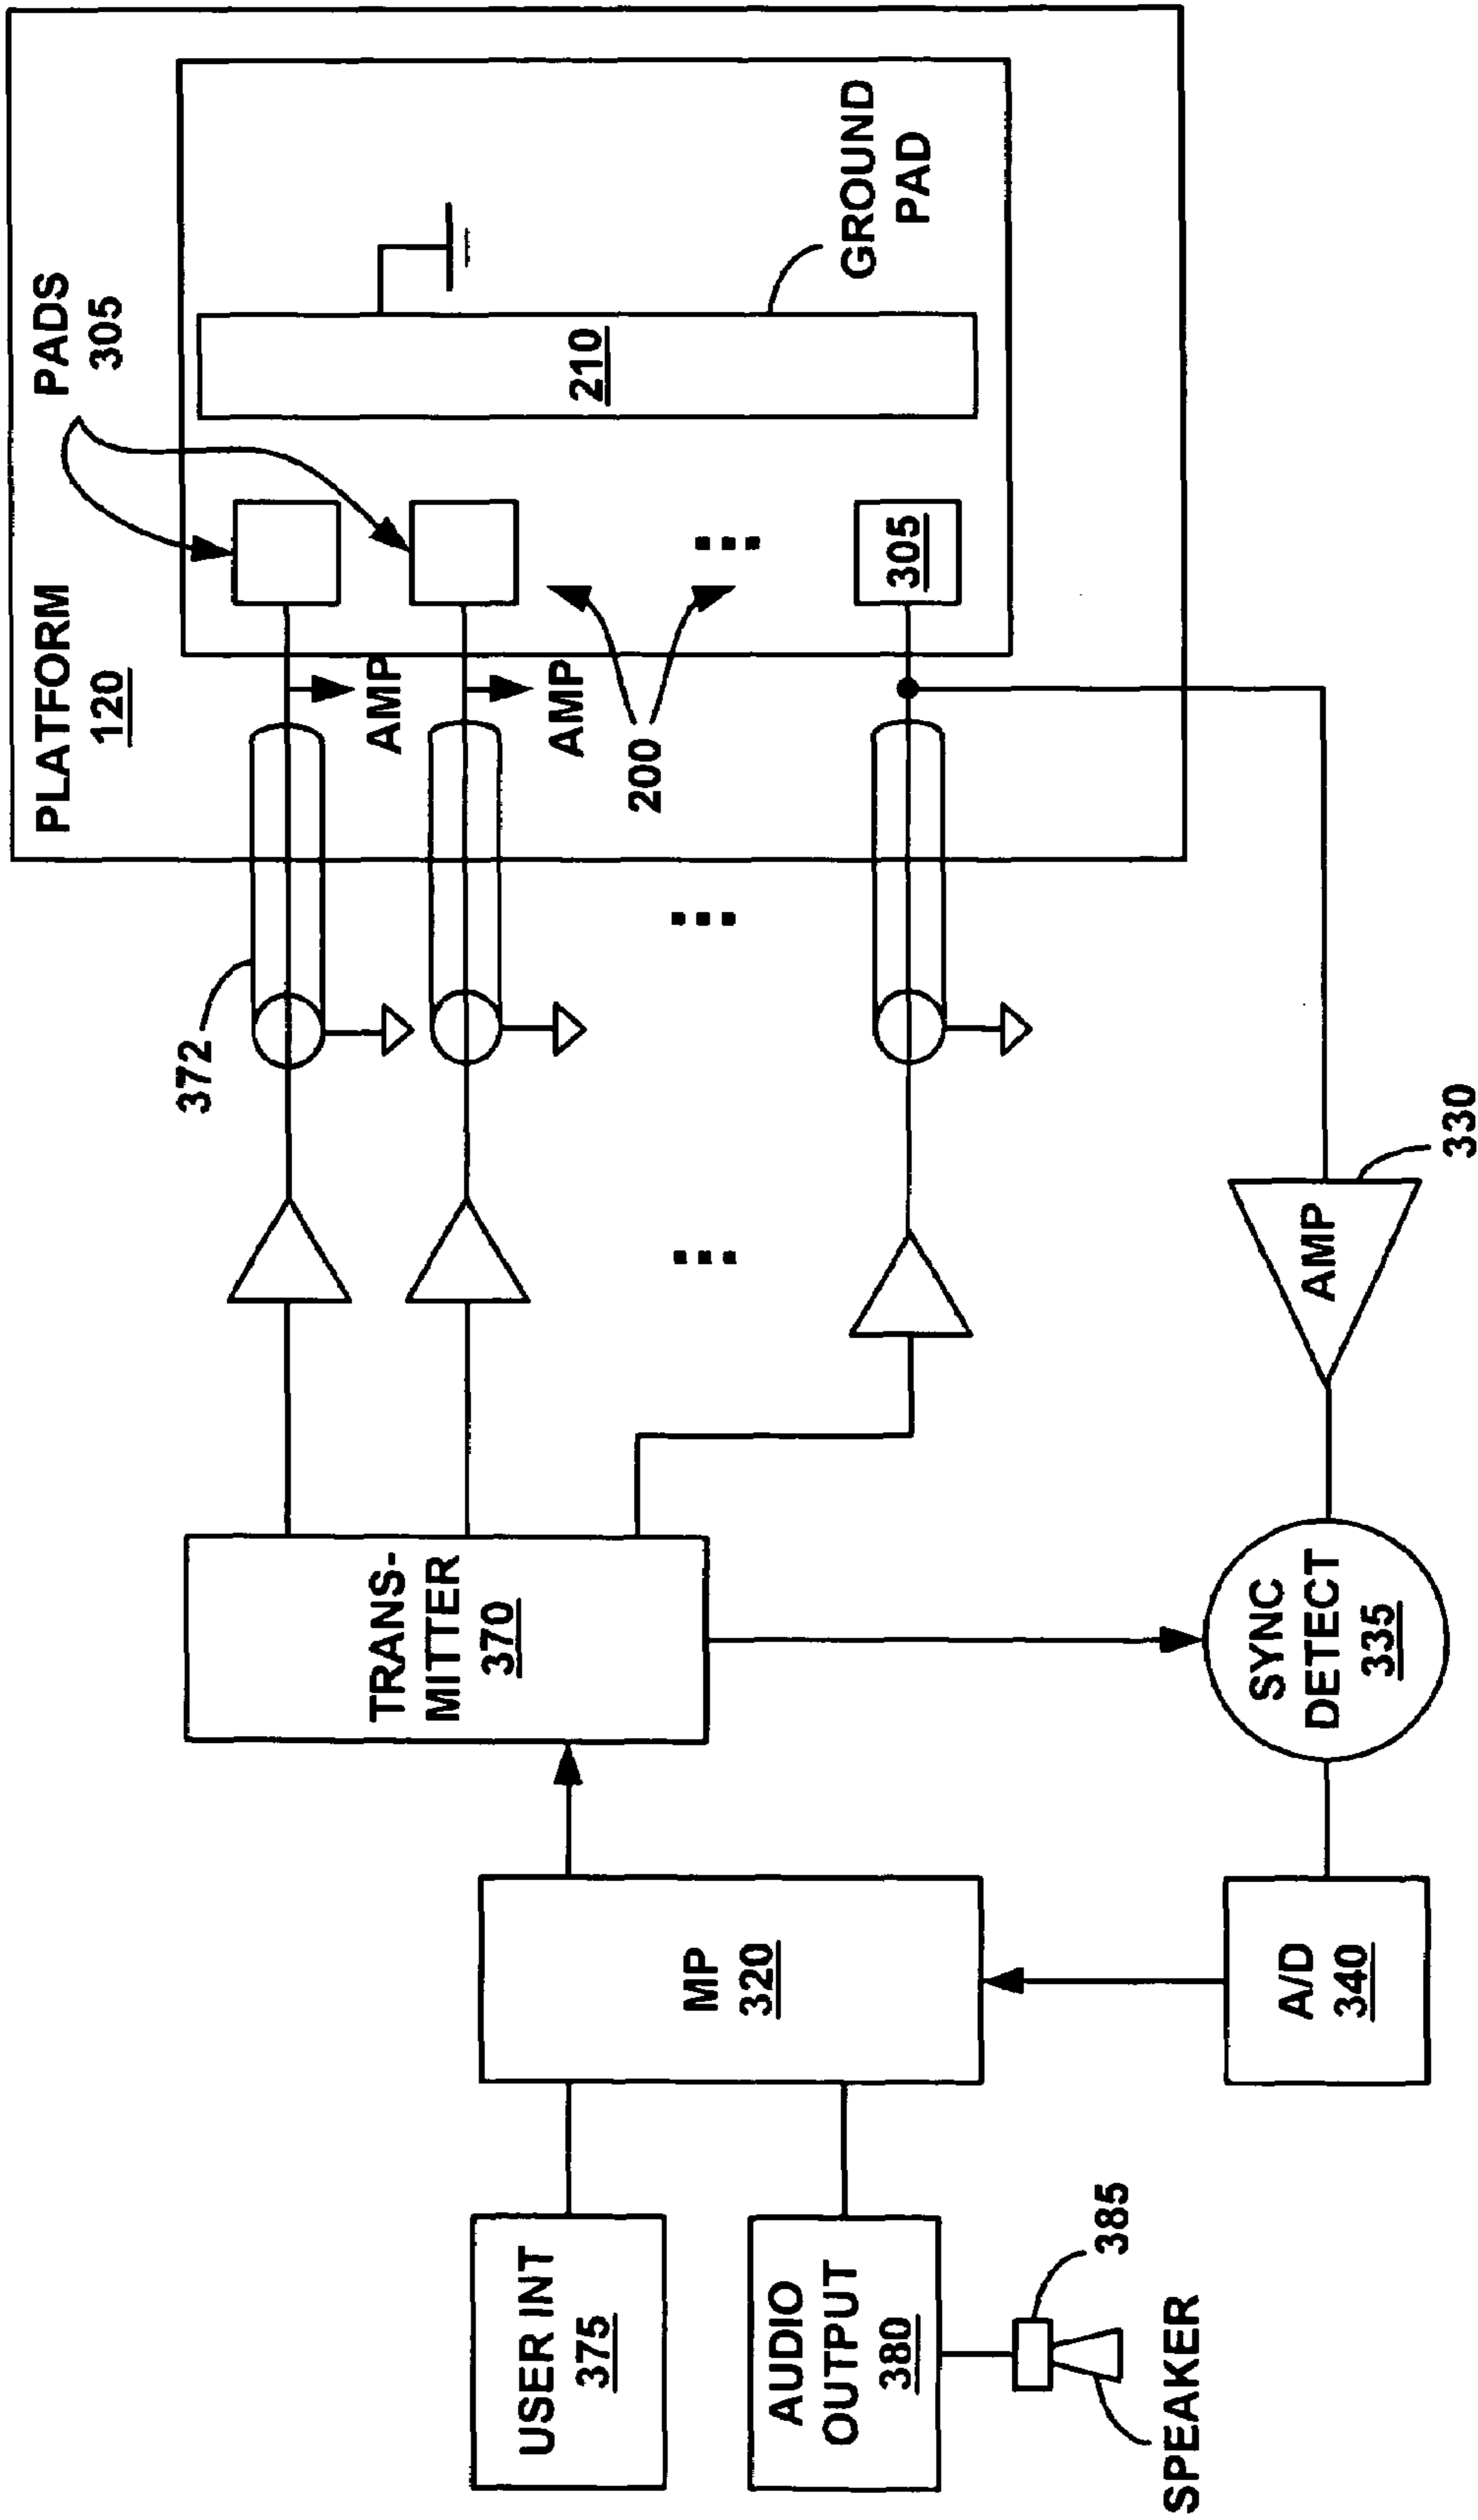 PLATFORM
120
PADS
305
372
AMP
AMP
200
305
210
GROUND
PAD
TRANS-
MITTER
370
USER INT
375
MP
320
AUDIO
OUTPUT
380
385
SPEAKER
A/D
340
SYNC
DETECT
335
AMP
330